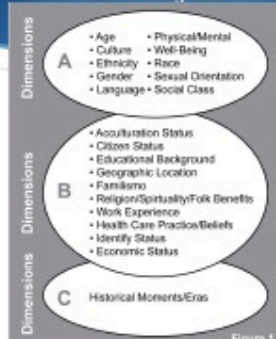 Dimensions
A
• Age
• Culture
• Ethnicity
• Gender
• Language
• Physical/Mental
• Well-Being
• Race
• Sexual Orientation
• Social Class
Dimensions
B
• Acculturation Status
• Citizen Status
• Educational Background
• Geographic Location
• Familismo
• Religion/Spirtuality/Folk Benefits
• Work Experience
• Health Care Practice/Beliefs
• Identify Status
• Economic Status
Dimensions
C
Historical Moments/Eras
Figure 1